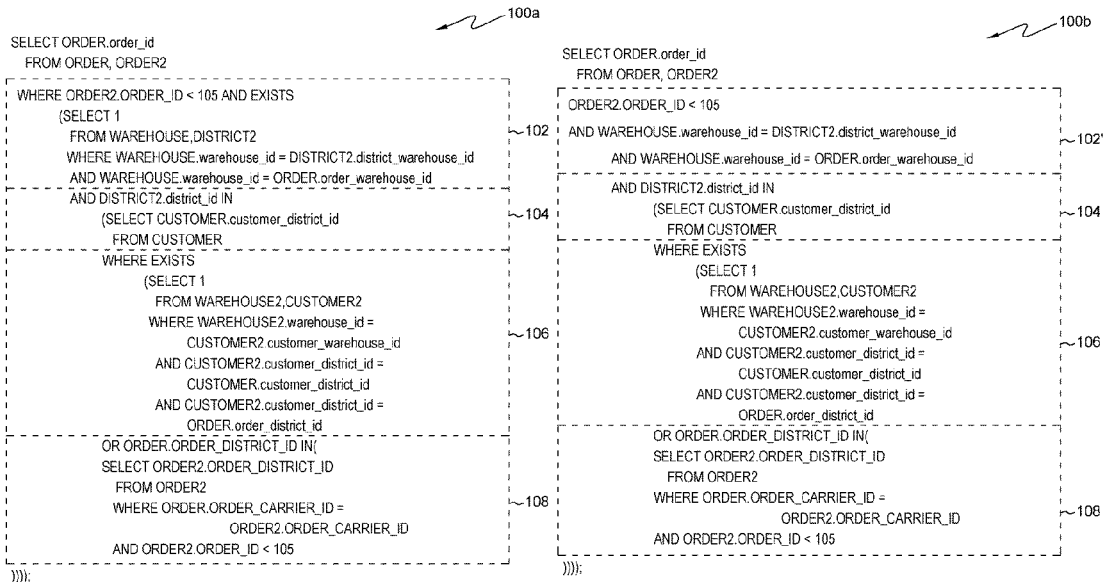 100a
SELECT ORDER.order_id
FROM ORDER, ORDER2
WHERE ORDER2.ORDER_ID < 105 AND EXISTS
(SELECT 1
FROM WAREHOUSE,DISTRICT2
WHERE WAREHOUSE.warehouse_id = DISTRICT2.district_warehouse_id
AND WAREHOUSE.warehouse_id = ORDER.order_warehouse_id
102
AND DISTRICT2.district_id IN
(SELECT CUSTOMER.customer_district_id
FROM CUSTOMER
104
WHERE EXISTS
(SELECT 1
FROM WAREHOUSE2,CUSTOMER2
WHERE WAREHOUSE2.warehouse_id =
CUSTOMER2.customer_warehouse_id
AND CUSTOMER2.customer_district_id =
CUSTOMER.customer_district_id
AND CUSTOMER2.customer_district_id =
ORDER.order_district_id
106
OR ORDER.ORDER_DISTRICT_ID IN(
SELECT ORDER2.ORDER_DISTRICT_ID
FROM ORDER2
WHERE ORDER.ORDER_CARRIER_ID =
ORDER2.ORDER_CARRIER_ID
AND ORDER2.ORDER_ID < 105
108
))));
100b
SELECT ORDER.order_id
FROM ORDER, ORDER2
ORDER2.ORDER_ID < 105
AND WAREHOUSE.warehouse_id = DISTRICT2.district_warehouse_id
AND WAREHOUSE.warehouse_id = ORDER.order_warehouse_id
102'
AND DISTRICT2.district_id IN
(SELECT CUSTOMER.customer_district_id
FROM CUSTOMER
104
WHERE EXISTS
(SELECT 1
FROM WAREHOUSE2,CUSTOMER2
WHERE WAREHOUSE2.warehouse_id =
CUSTOMER2.customer_warehouse_id
AND CUSTOMER2.customer_district_id =
CUSTOMER.customer_district_id
AND CUSTOMER2.customer_district_id =
ORDER.order_district_id
106
OR ORDER.ORDER_DISTRICT_ID IN(
SELECT ORDER2.ORDER_DISTRICT_ID
FROM ORDER2
WHERE ORDER.ORDER_CARRIER_ID =
ORDER2.ORDER_CARRIER_ID
AND ORDER2.ORDER_ID < 105
108
))));